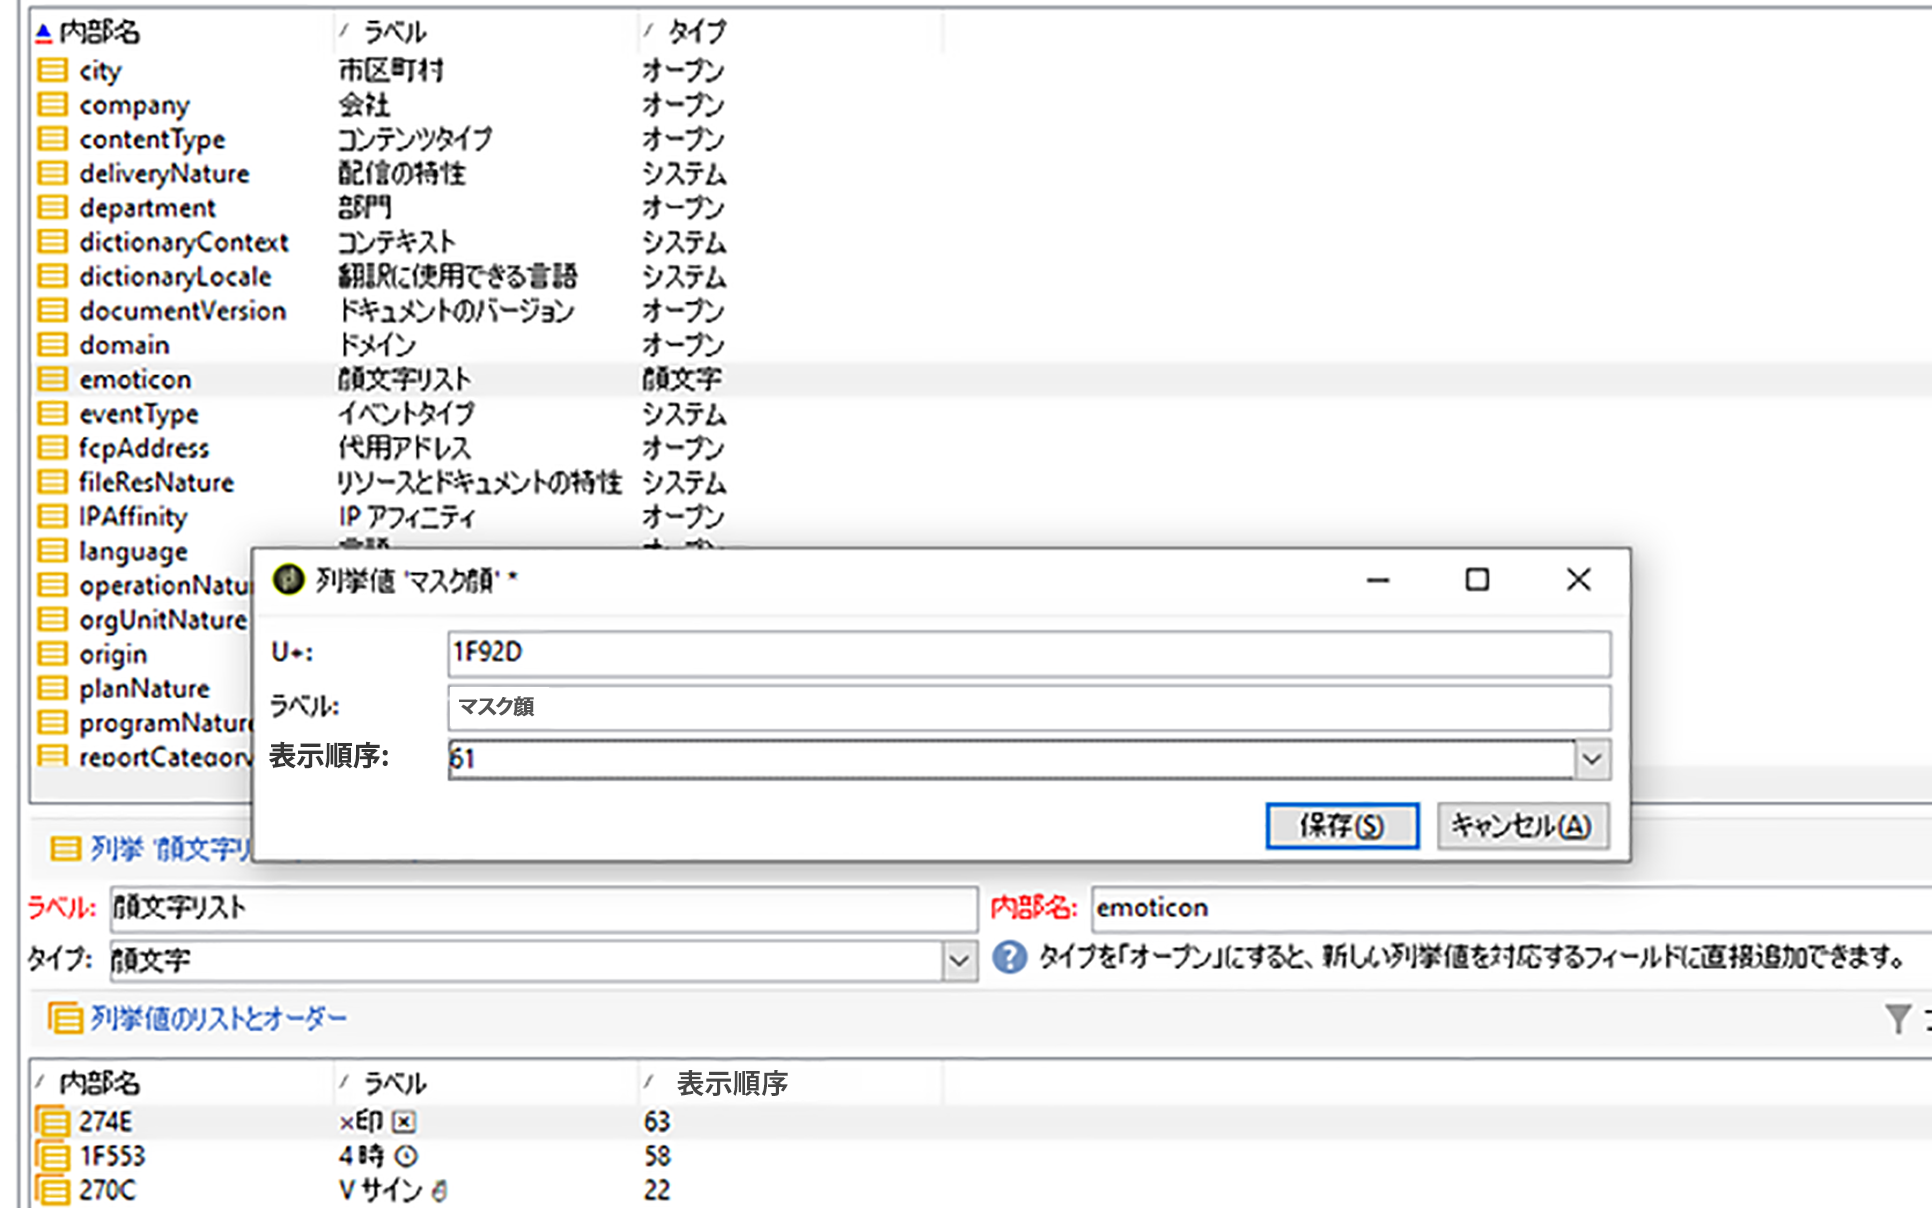 内部名 ラベル タイプ
city 市区町村 オープン
company 会社 オープン
contentType コンテンツタイプ オープン
deliveryNature 配信の特性 システム
department 部門 オープン
dictionaryContext コンテキスト システム
dictionaryLocale 翻訳に使用できる言語 システム
documentVersion ドキュメントのバージョン オープン
domain ドメイン オープン
emoticon 顔文字リスト 顔文字
eventType イベントタイプ システム
fcpAddress 代用アドレス オープン
fileResNature リソースとドキュメントの特性 システム
IPAffinity IP アフィニティ オープン
language
operationNatu
orgUnitNature
origin
planNature
programNature
reportCategory
列挙値 'マスク顔' *
U+: 1F92D
ラベル: マスク顔
表示順序: 61
保存(S) キャンセル(A)
列挙 '顔文字リ
ラベル: 顔文字リスト 内部名: emoticon
タイプ: 顔文字 タイプを「オープン」にすると、新しい列挙値を対応するフィールドに直接追加できます。
列挙値のリストとオーダー
内部名 ラベル 表示順序
274E ×印 63
1F553 4 時 58
270C V サイン 22